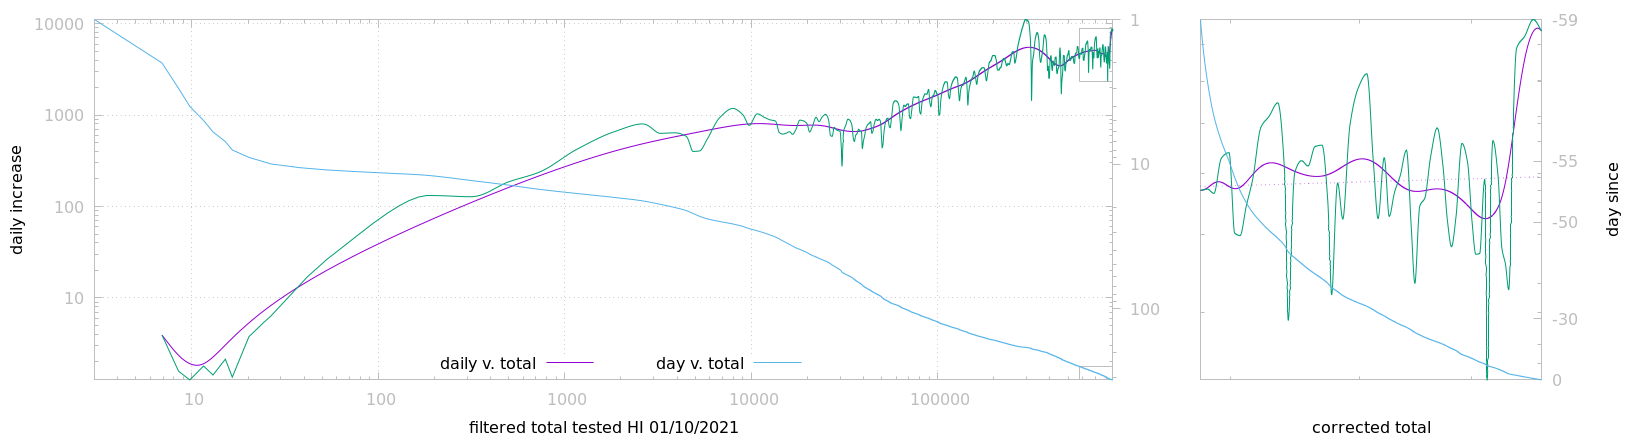 10000
1000
100
10
daily increase
daily v. total
day v. total
10
100
1000
10000
100000
filtered total tested HI 01/10/2021
1
10
100
-59
-55
-50
-30
0
day since
corrected total